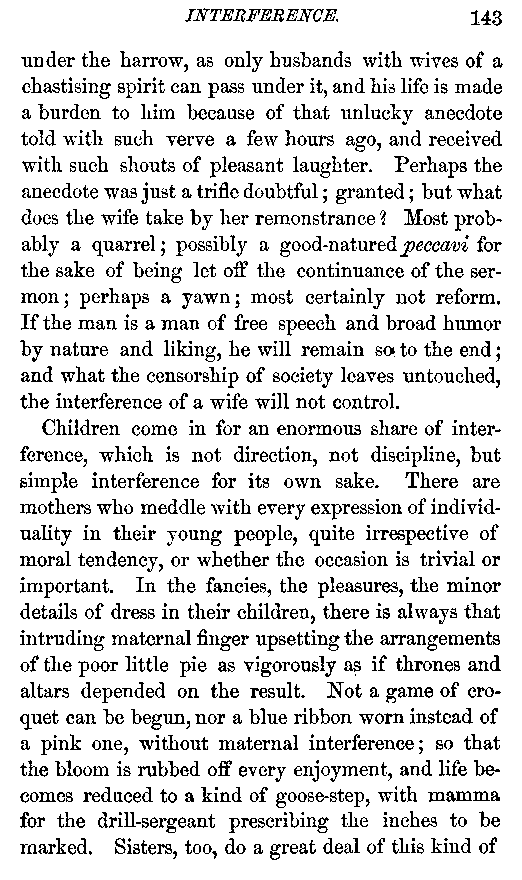 INTERFERENCE. 143
under the harrow, as only husbands with wives of a
chastising spirit can pass under it, and his life is made
a burden to him because of that unlucky anecdote
told with such verve a few hours ago, and received
with such shouts of pleasant laughter. Perhaps the
anecdote was just a trifle doubtful; granted; but what
does the wife take by her remonstrance? Most prob-
ably a quarrel; possibly a good-natured peccavi for
the sake of being let off the continuance of the ser-
mon; perhaps a yawn; most certainly not reform.
If the man is a man of free speech and broad humor
by nature and liking, he will remain so to the end;
and what the censorship of society leaves untouched,
the interference of a wife will not control.
Children come in for an enormous share of inter-
ference, which is not direction, not discipline, but
simple interference for its own sake. There are
mothers who meddle with every expression of individ-
uality in their young people, quite irrespective of
moral tendency, or whether the occasion is trivial or
important. In the fancies, the pleasures, the minor
details of dress in their children, there is always that
intruding maternal finger upsetting the arrangements
of the poor little pie as vigorously as if thrones and
altars depended on the result. Not a game of cro-
quet can be begun, nor a blue ribbon worn instead of
a pink one, without maternal interference; so that
the bloom is rubbed off every enjoyment, and life be-
comes reduced to a kind of goose-step, with mamma
for the drill-sergeant prescribing the inches to be
marked. Sisters, too, do a great deal of this kind of